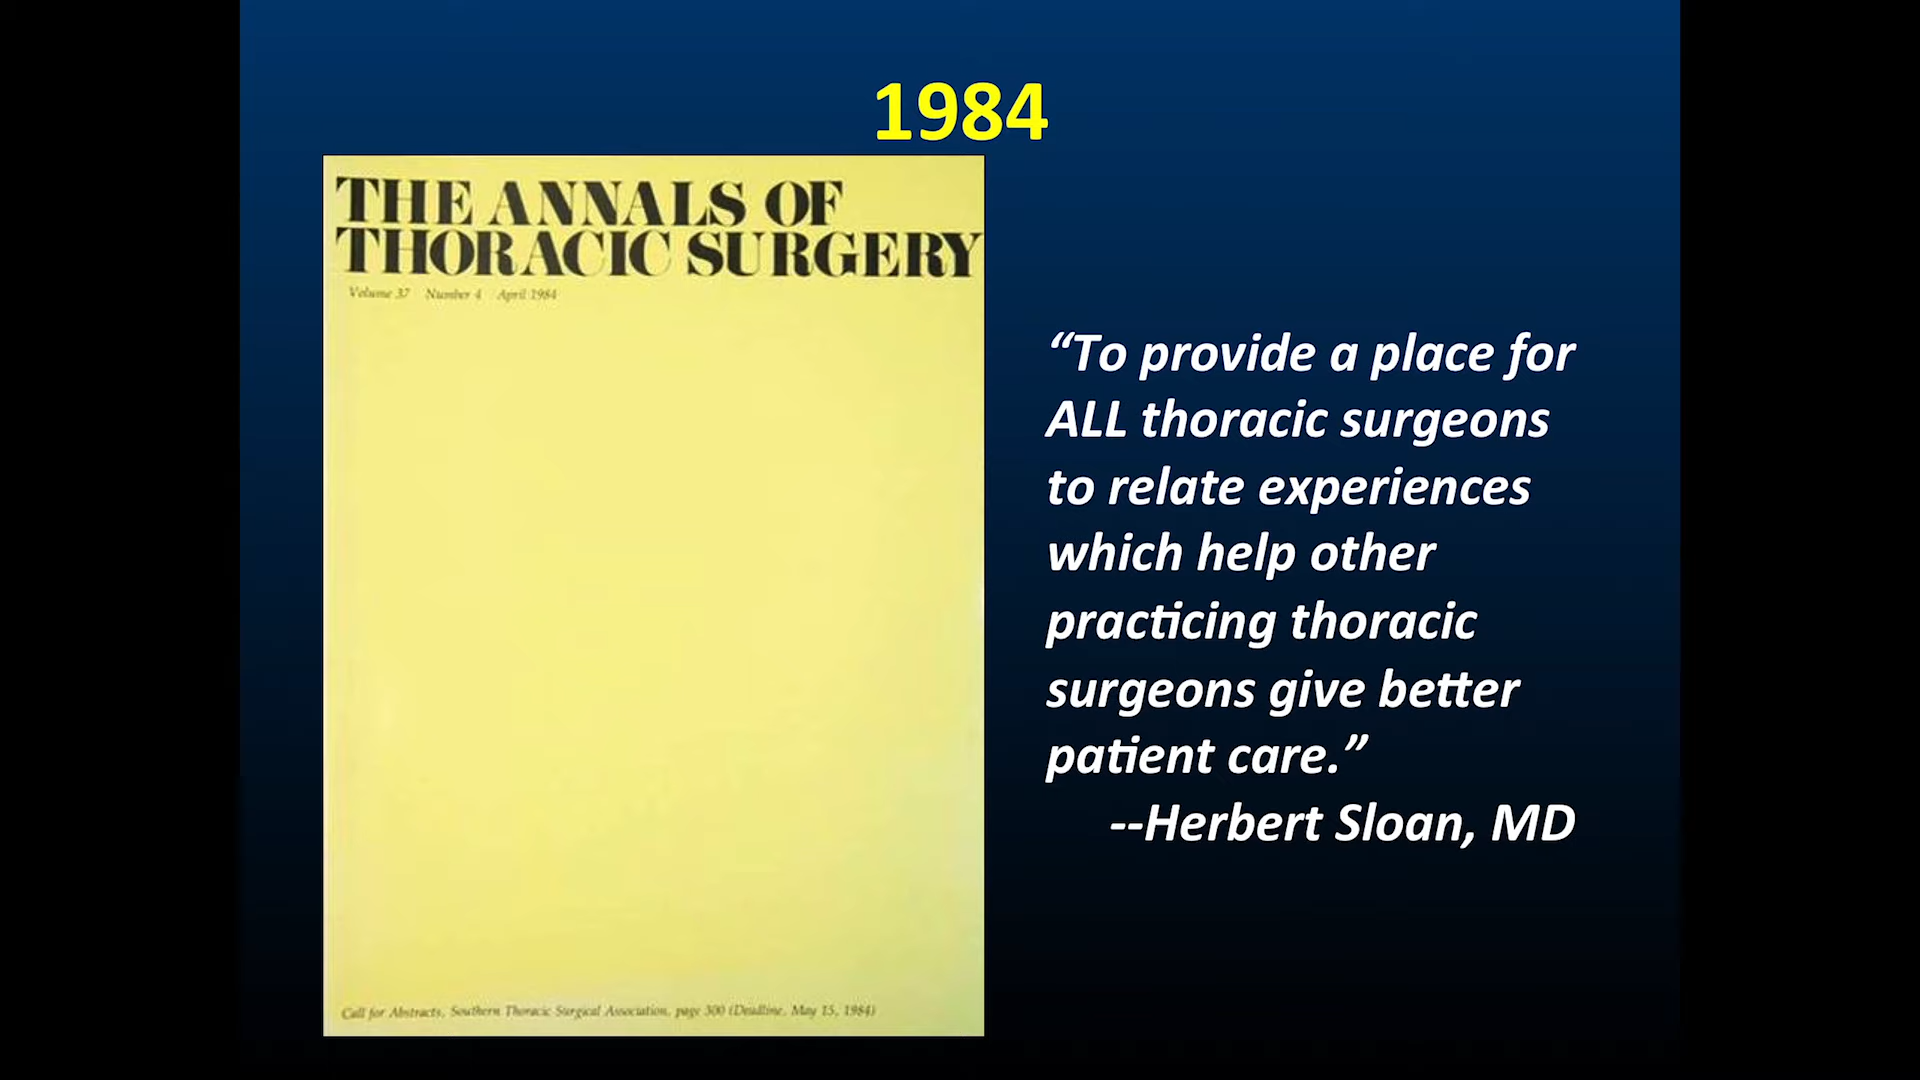 1984
THE ANNALS OF
THORACIC SURGERY
Volume 37 Number 4 April 1984
“To provide a place for
ALL thoracic surgeons
to relate experiences
which help other
practicing thoracic
surgeons give better
patient care.”
--Herbert Sloan, MD
Call for Abstracts, Southern Thoracic Surgical Association, page 300 (Deadline, May 15, 1984)